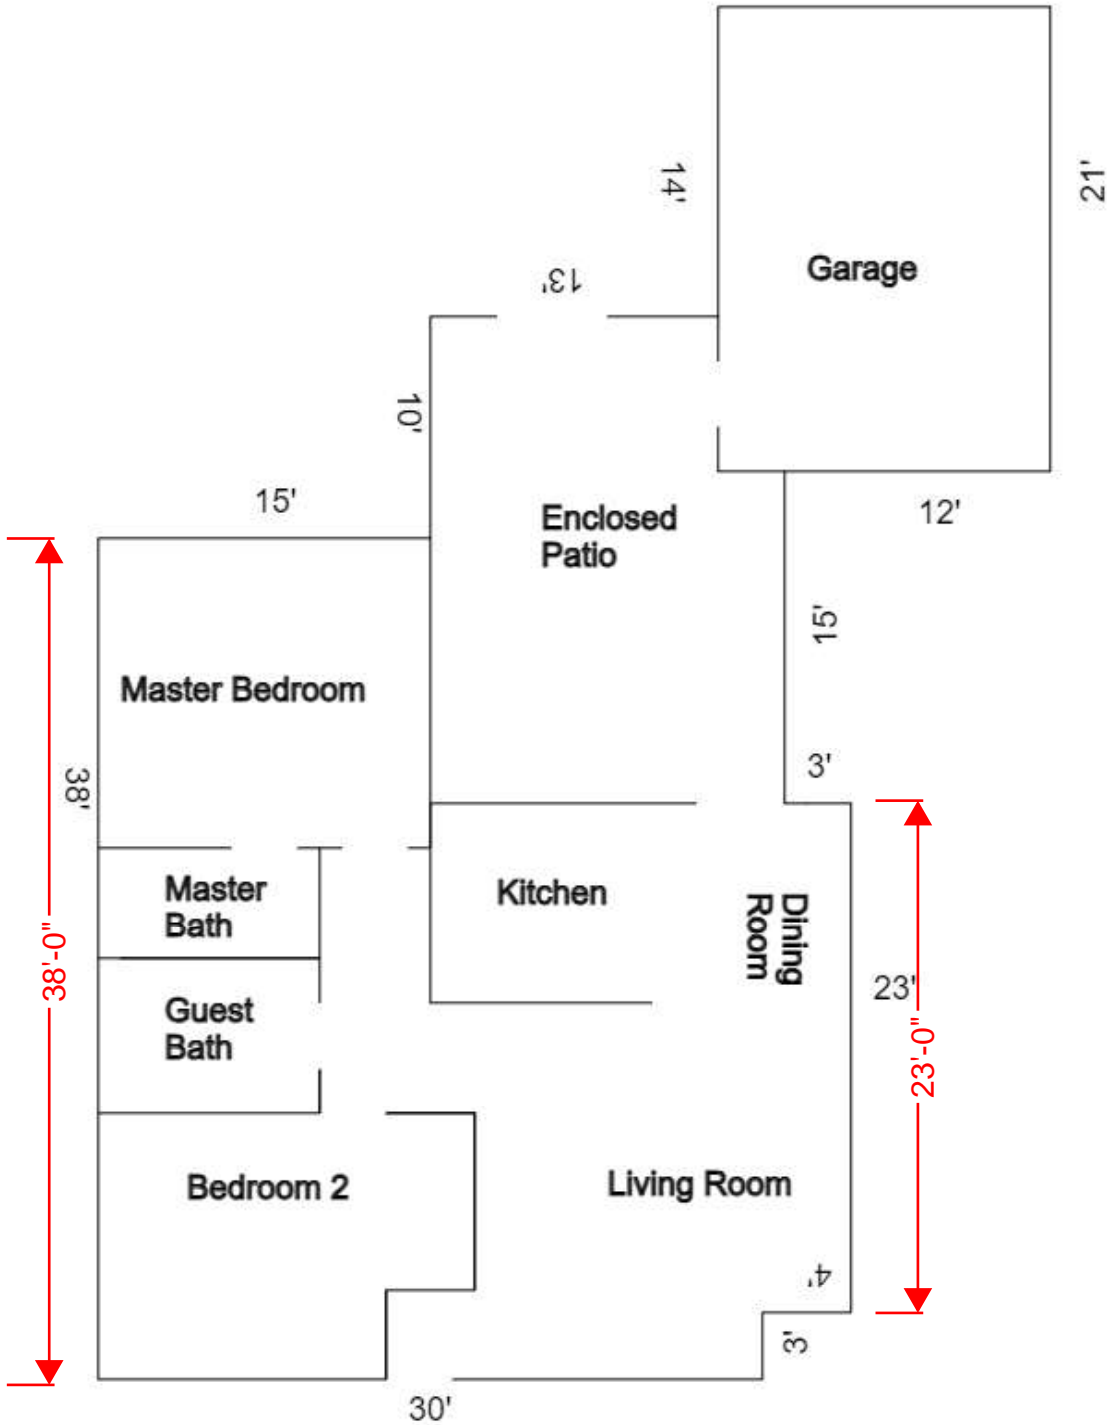 14'
21'
Garage
13'
10'
15'
12'
Enclosed
Patio
15'
Master Bedroom
3'
38'
Master
Bath
Kitchen
Dining
Room
38'-0"
23'
Guest
Bath
23'-0"
Bedroom 2
Living Room
4'
3'
30'